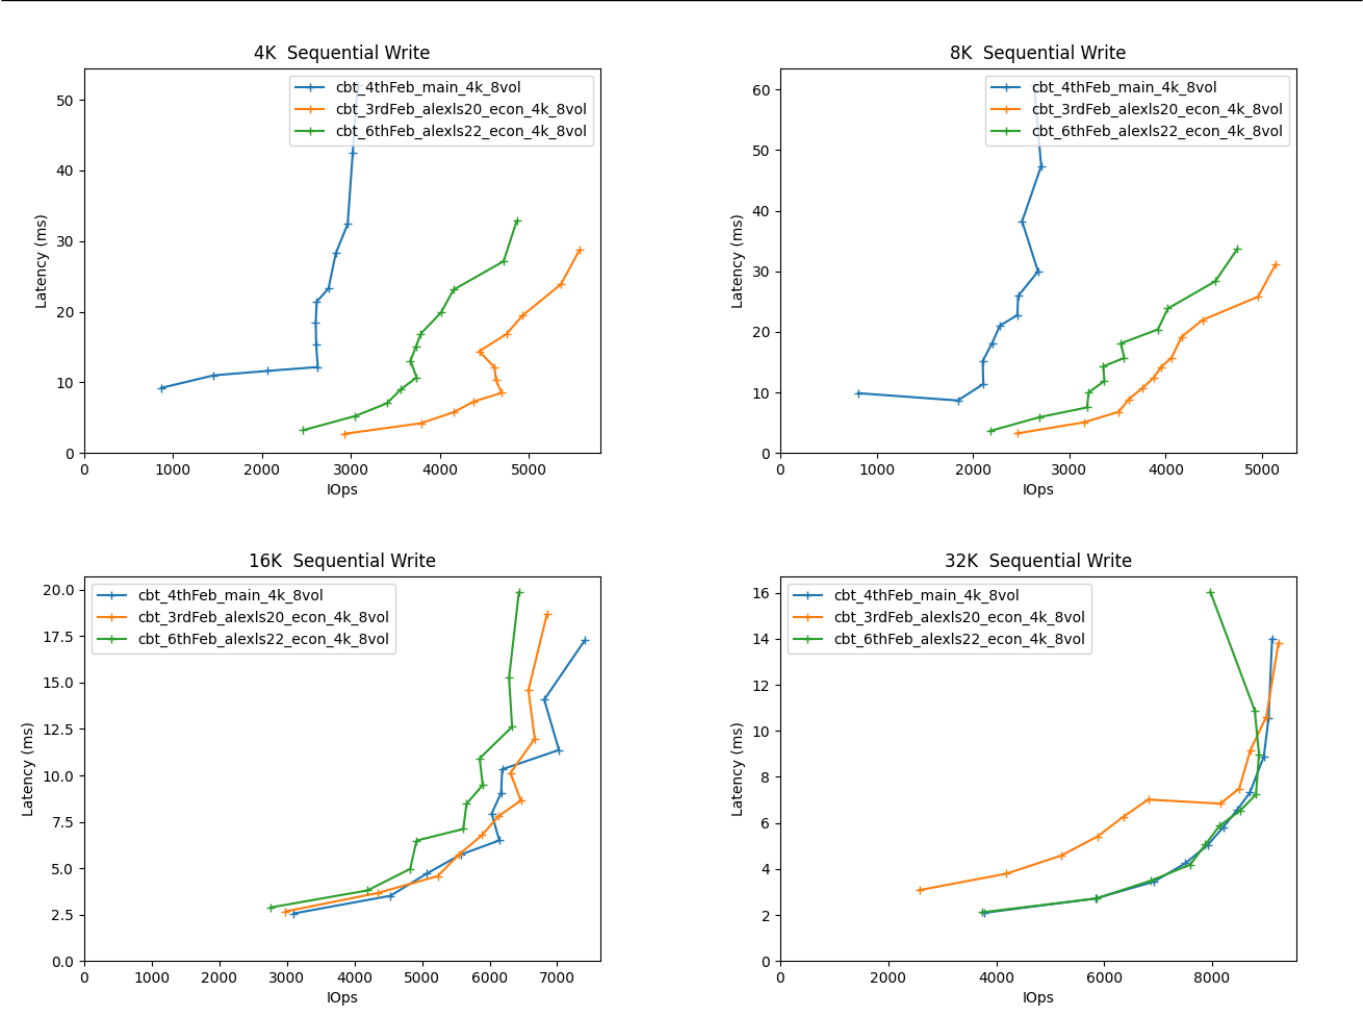 4K  Sequential Write
cbt_4thFeb_main_4k_8vol
cbt_3rdFeb_alexls20_econ_4k_8vol
cbt_6thFeb_alexls22_econ_4k_8vol
50
40
30
20
10
0
Latency (ms)
0 1000 2000 3000 4000 5000
IOps
8K  Sequential Write
cbt_4thFeb_main_4k_8vol
cbt_3rdFeb_alexls20_econ_4k_8vol
cbt_6thFeb_alexls22_econ_4k_8vol
60
50
40
30
20
10
0
Latency (ms)
0 1000 2000 3000 4000 5000
IOps
16K  Sequential Write
cbt_4thFeb_main_4k_8vol
cbt_3rdFeb_alexls20_econ_4k_8vol
cbt_6thFeb_alexls22_econ_4k_8vol
20.0
17.5
15.0
12.5
10.0
7.5
5.0
2.5
0.0
Latency (ms)
0 1000 2000 3000 4000 5000 6000 7000
IOps
32K  Sequential Write
cbt_4thFeb_main_4k_8vol
cbt_3rdFeb_alexls20_econ_4k_8vol
cbt_6thFeb_alexls22_econ_4k_8vol
16
14
12
10
8
6
4
2
0
Latency (ms)
0 2000 4000 6000 8000
IOps